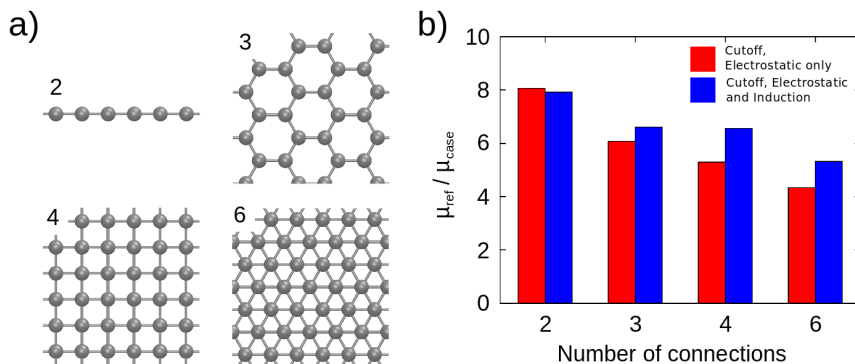 a)
2
3
4
6
b)
10
8
6
4
2
0
μref / μcase
Cutoff,
Electrostatic only
Cutoff, Electrostatic
and Induction
2 3 4 6
Number of connections